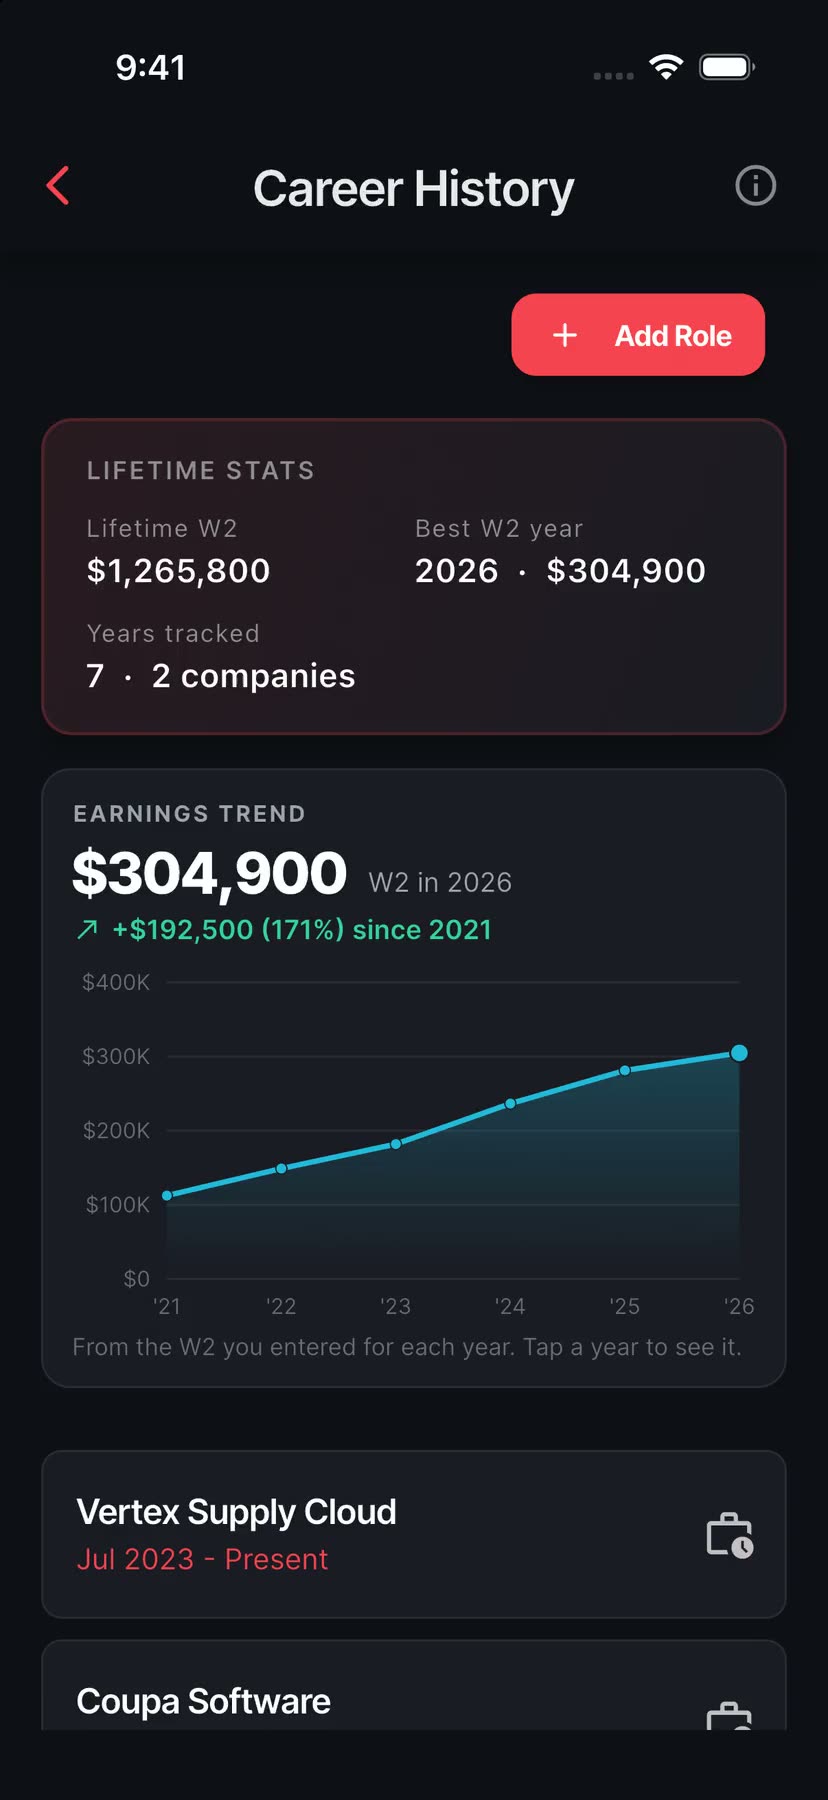 9:41
Career History
+ Add Role
LIFETIME STATS
Lifetime W2
$1,265,800
Best W2 year
2026 · $304,900
Years tracked
7 · 2 companies
EARNINGS TREND
$304,900 W2 in 2026
↗ +$192,500 (171%) since 2021
$400K
$300K
$200K
$100K
$0
'21 '22 '23 '24 '25 '26
From the W2 you entered for each year. Tap a year to see it.
Vertex Supply Cloud
Jul 2023 - Present
Coupa Software